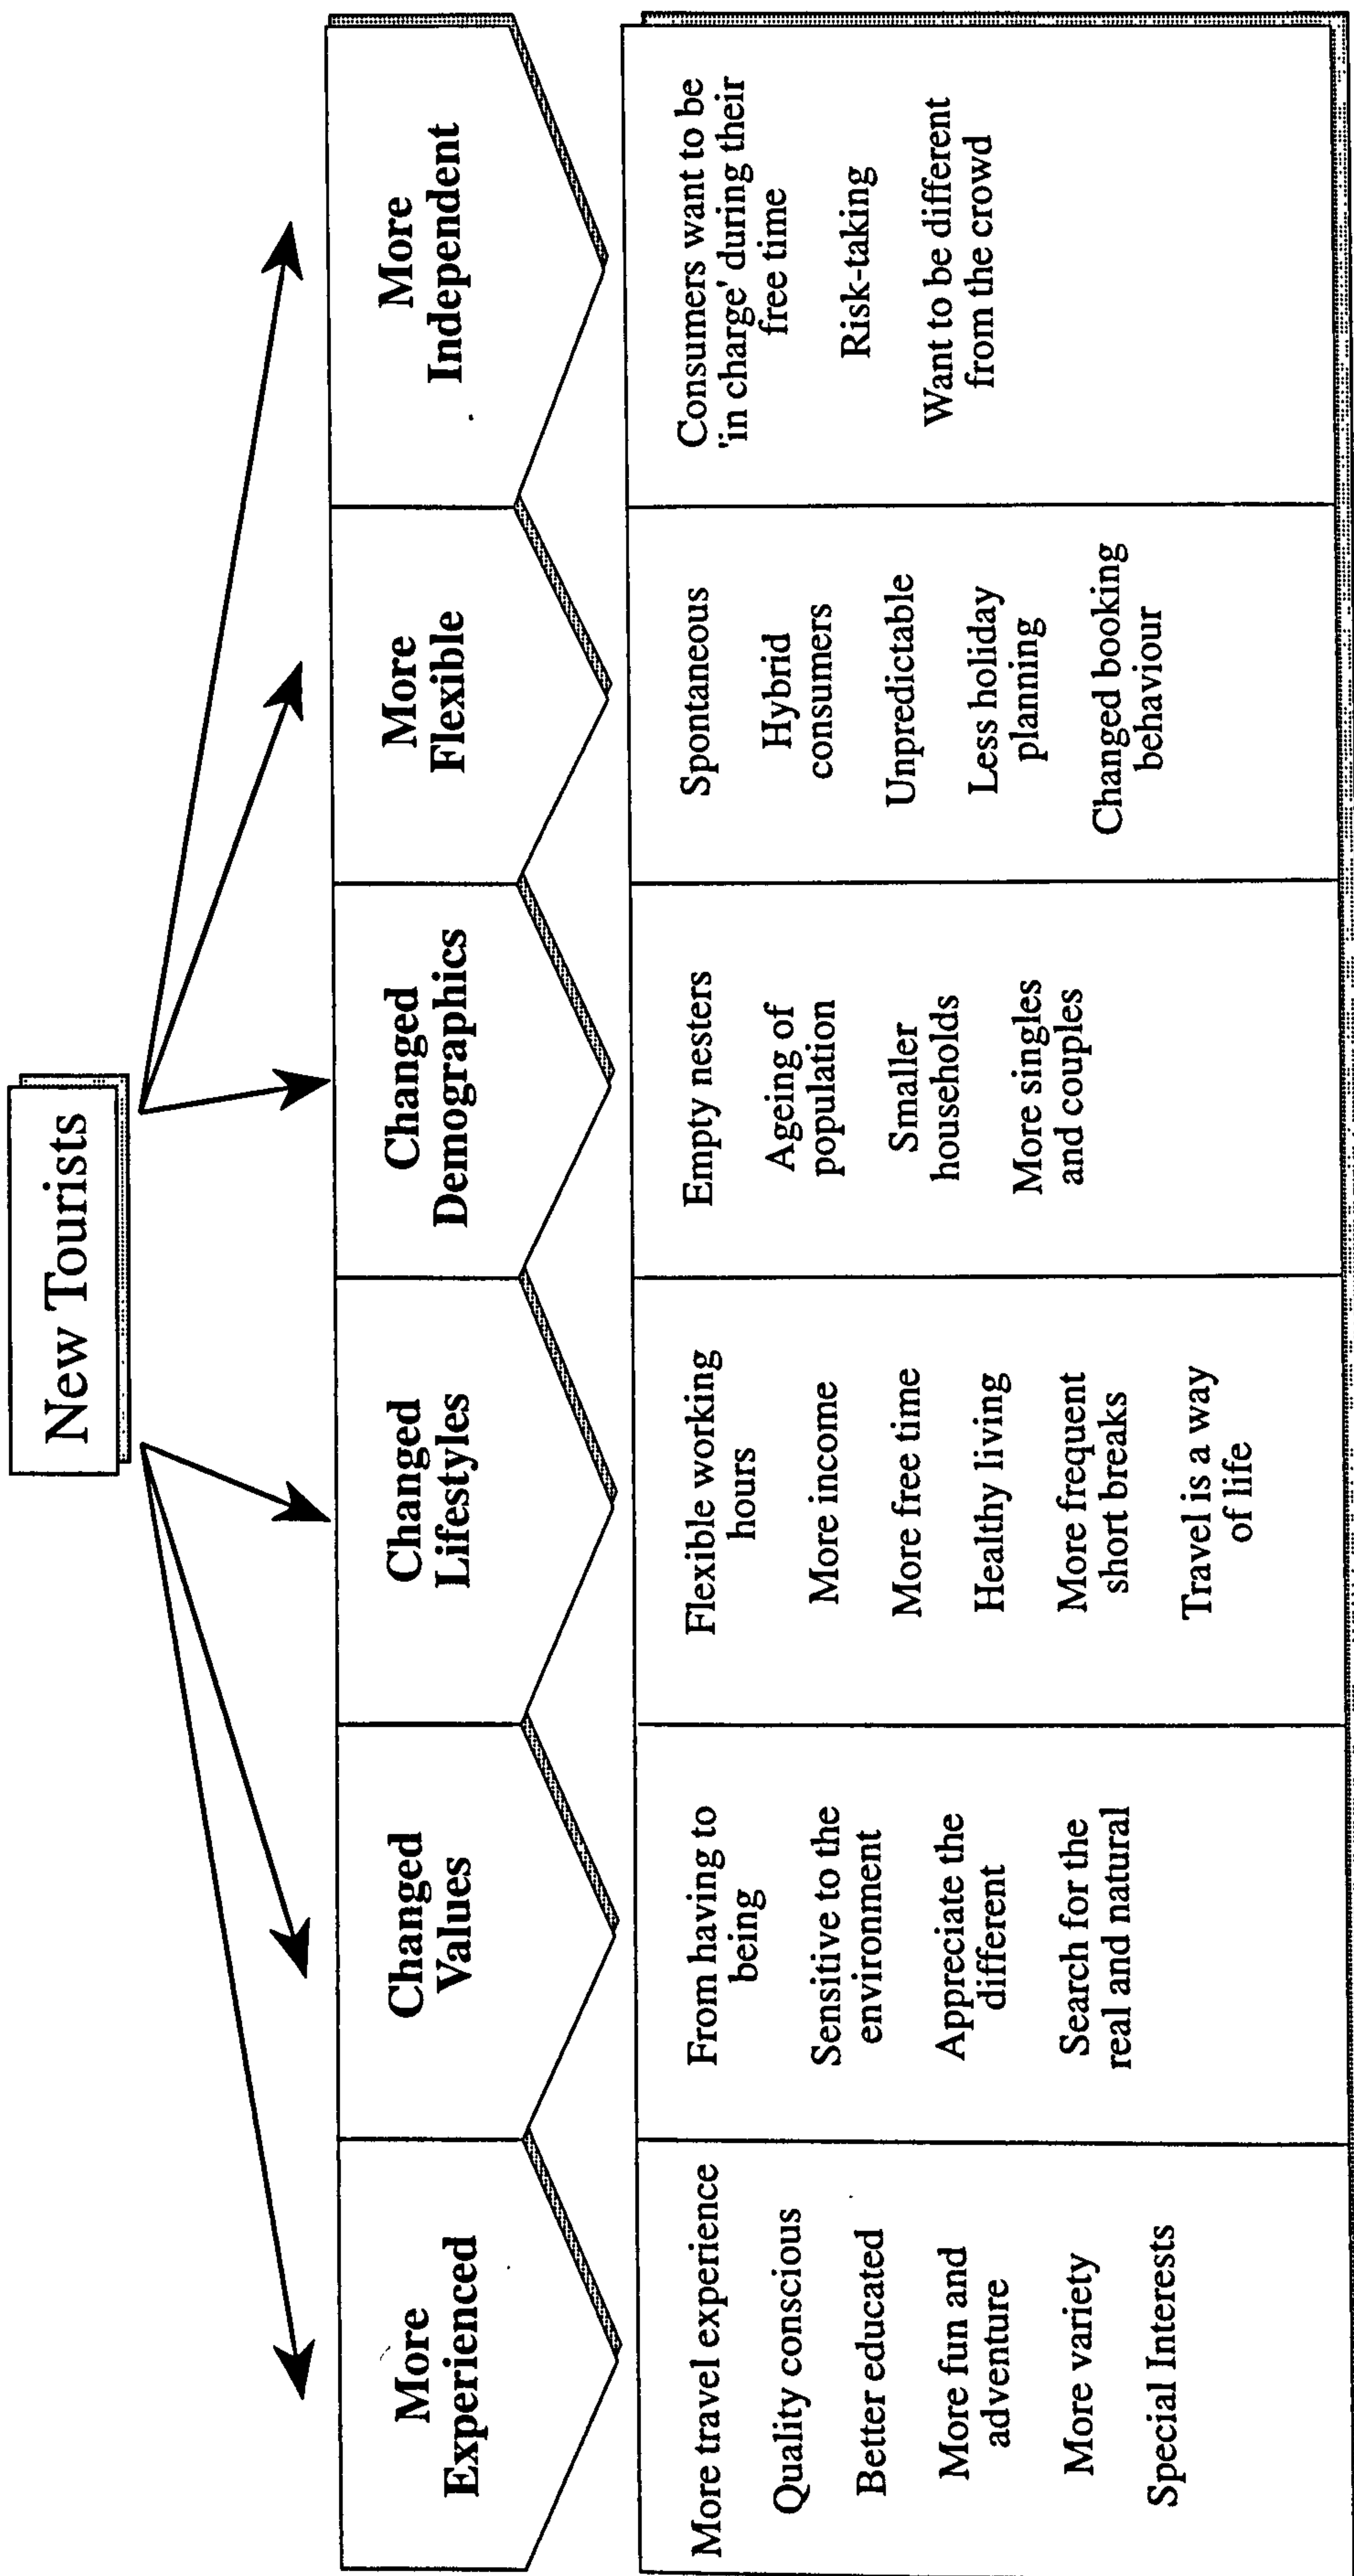 New Tourists
More
Experienced
Changed
Values
Changed
Lifestyles
Changed
Demographics
More
Flexible
More
Independent
More travel experience
Quality conscious
Better educated
More fun and
adventure
More variety
Special Interests
From having to
being
Sensitive to the
environment
Appreciate the
different
Search for the
real and natural
Flexible working
hours
More income
More free time
Healthy living
More frequent
short breaks
Travel is a way
of life
Empty nesters
Ageing of
population
Smaller
households
More singles
and couples
Spontaneous
Hybrid
consumers
Unpredictable
Less holiday
planning
Changed booking
behaviour
Consumers want to be
'in charge' during their
free time
Risk-taking
Want to be different
from the crowd